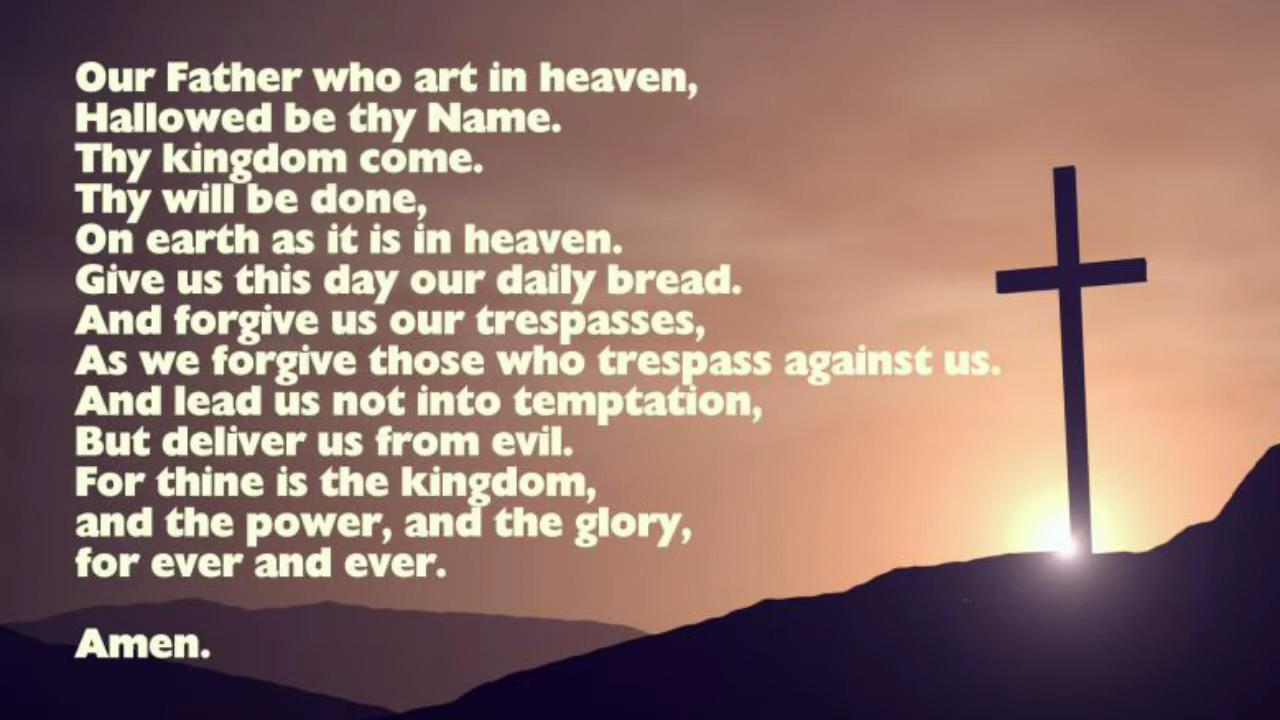 Our Father who art in heaven,
Hallowed be thy Name.
Thy kingdom come.
Thy will be done,
On earth as it is in heaven.
Give us this day our daily bread.
And forgive us our trespasses,
As we forgive those who trespass against us.
And lead us not into temptation,
But deliver us from evil.
For thine is the kingdom,
and the power, and the glory,
for ever and ever.
Amen.